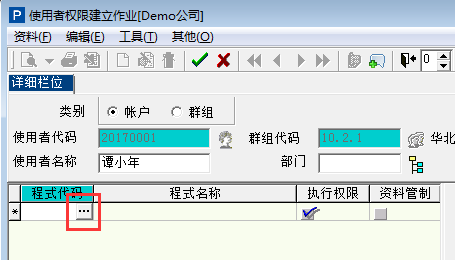 P 使用者权限建立作业[Demo公司]
资料(F) 编辑(E) 工具(T) 其他(O)
0
详细栏位
类别 帐户 群组
使用者代码 20170001 群组代码 10.2.1 华北
使用者名称 谭小年 部门
程式代码 程式名称 执行权限 资料管制
* ...